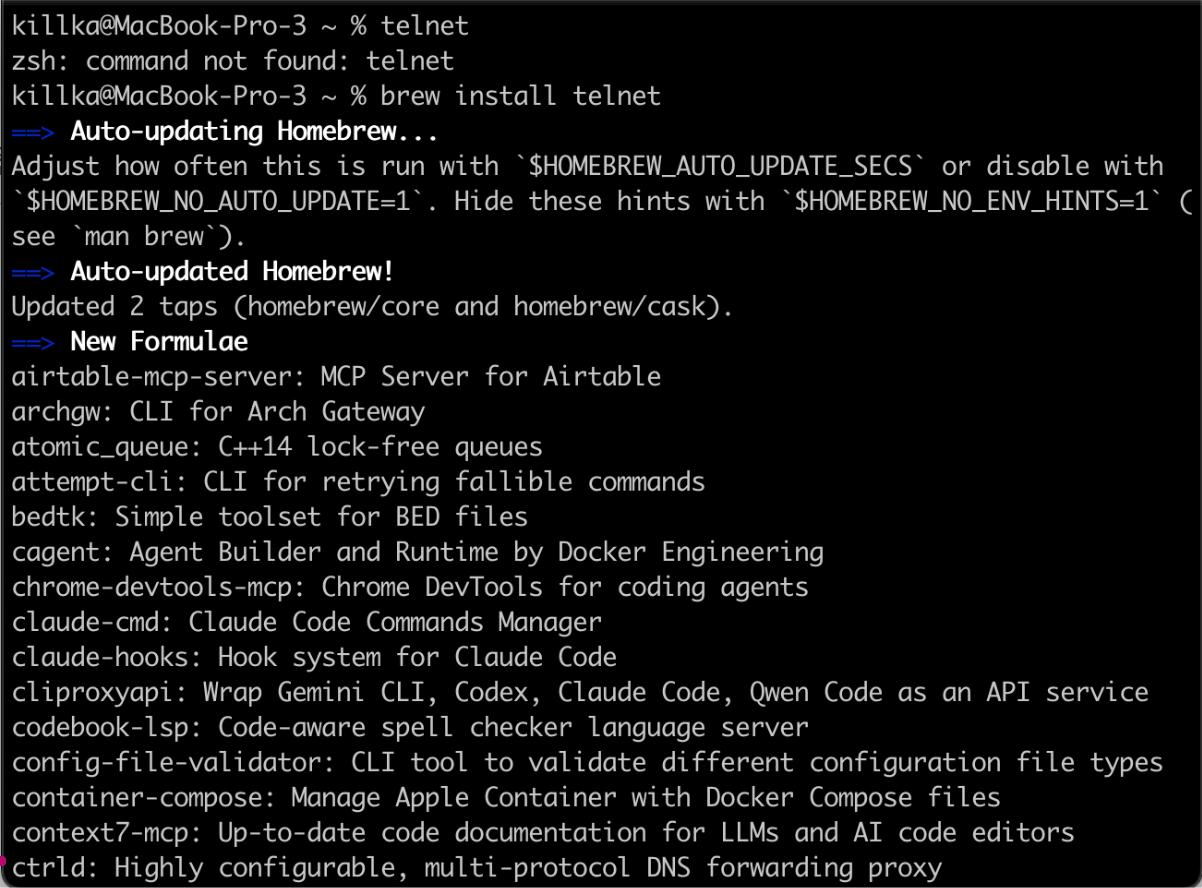 killka@MacBook-Pro-3 ~ % telnet
zsh: command not found: telnet
killka@MacBook-Pro-3 ~ % brew install telnet
==> Auto-updating Homebrew...
Adjust how often this is run with `$HOMEBREW_AUTO_UPDATE_SECS` or disable with
`$HOMEBREW_NO_AUTO_UPDATE=1`. Hide these hints with `$HOMEBREW_NO_ENV_HINTS=1` (
see `man brew`).
==> Auto-updated Homebrew!
Updated 2 taps (homebrew/core and homebrew/cask).
==> New Formulae
airtable-mcp-server: MCP Server for Airtable
archgw: CLI for Arch Gateway
atomic_queue: C++14 lock-free queues
attempt-cli: CLI for retrying fallible commands
bedtk: Simple toolset for BED files
cagent: Agent Builder and Runtime by Docker Engineering
chrome-devtools-mcp: Chrome DevTools for coding agents
claude-cmd: Claude Code Commands Manager
claude-hooks: Hook system for Claude Code
cliproxyapi: Wrap Gemini CLI, Codex, Claude Code, Qwen Code as an API service
codebook-lsp: Code-aware spell checker language server
config-file-validator: CLI tool to validate different configuration file types
container-compose: Manage Apple Container with Docker Compose files
context7-mcp: Up-to-date code documentation for LLMs and AI code editors
ctrld: Highly configurable, multi-protocol DNS forwarding proxy